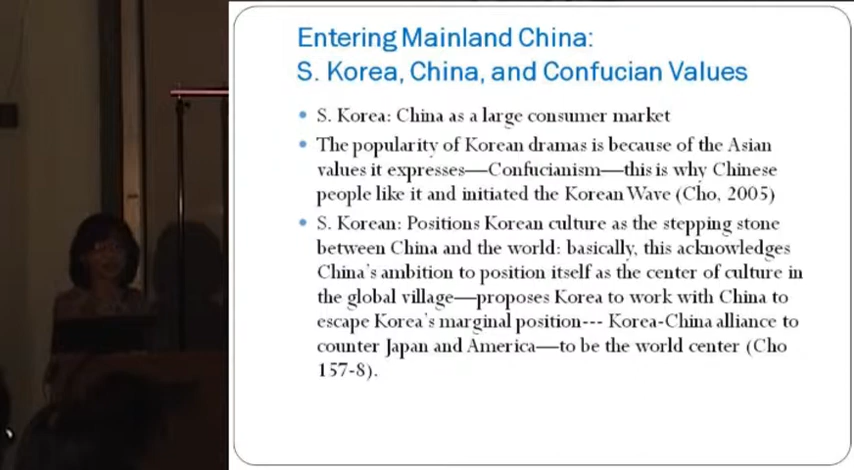 Entering Mainland China:
S. Korea, China, and Confucian Values
• S. Korea: China as a large consumer market
• The popularity of Korean dramas is because of the Asian
values it expresses—Confucianism—this is why Chinese
people like it and initiated the Korean Wave (Cho, 2005)
• S. Korean: Positions Korean culture as the stepping stone
between China and the world: basically, this acknowledges
China's ambition to position itself as the center of culture in
the global village—proposes Korea to work with China to
escape Korea's marginal position--- Korea-China alliance to
counter Japan and America—to be the world center (Cho
157-8).